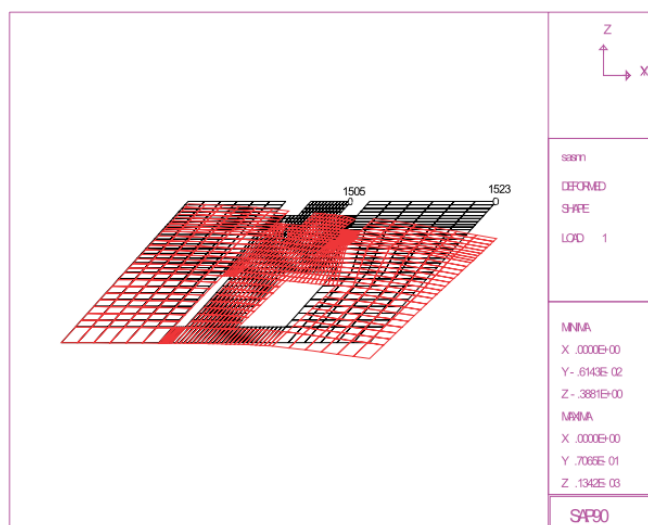 Z
X
1505
1523
sasm
DEFORMED
SHAPE
LOAD 1
MINIMA
X .0000E+00
Y - .6143E- 02
Z - .3881E+00
MAXIMA
X .0000E+00
Y .7065E- 01
Z .1342E- 03
SAP90